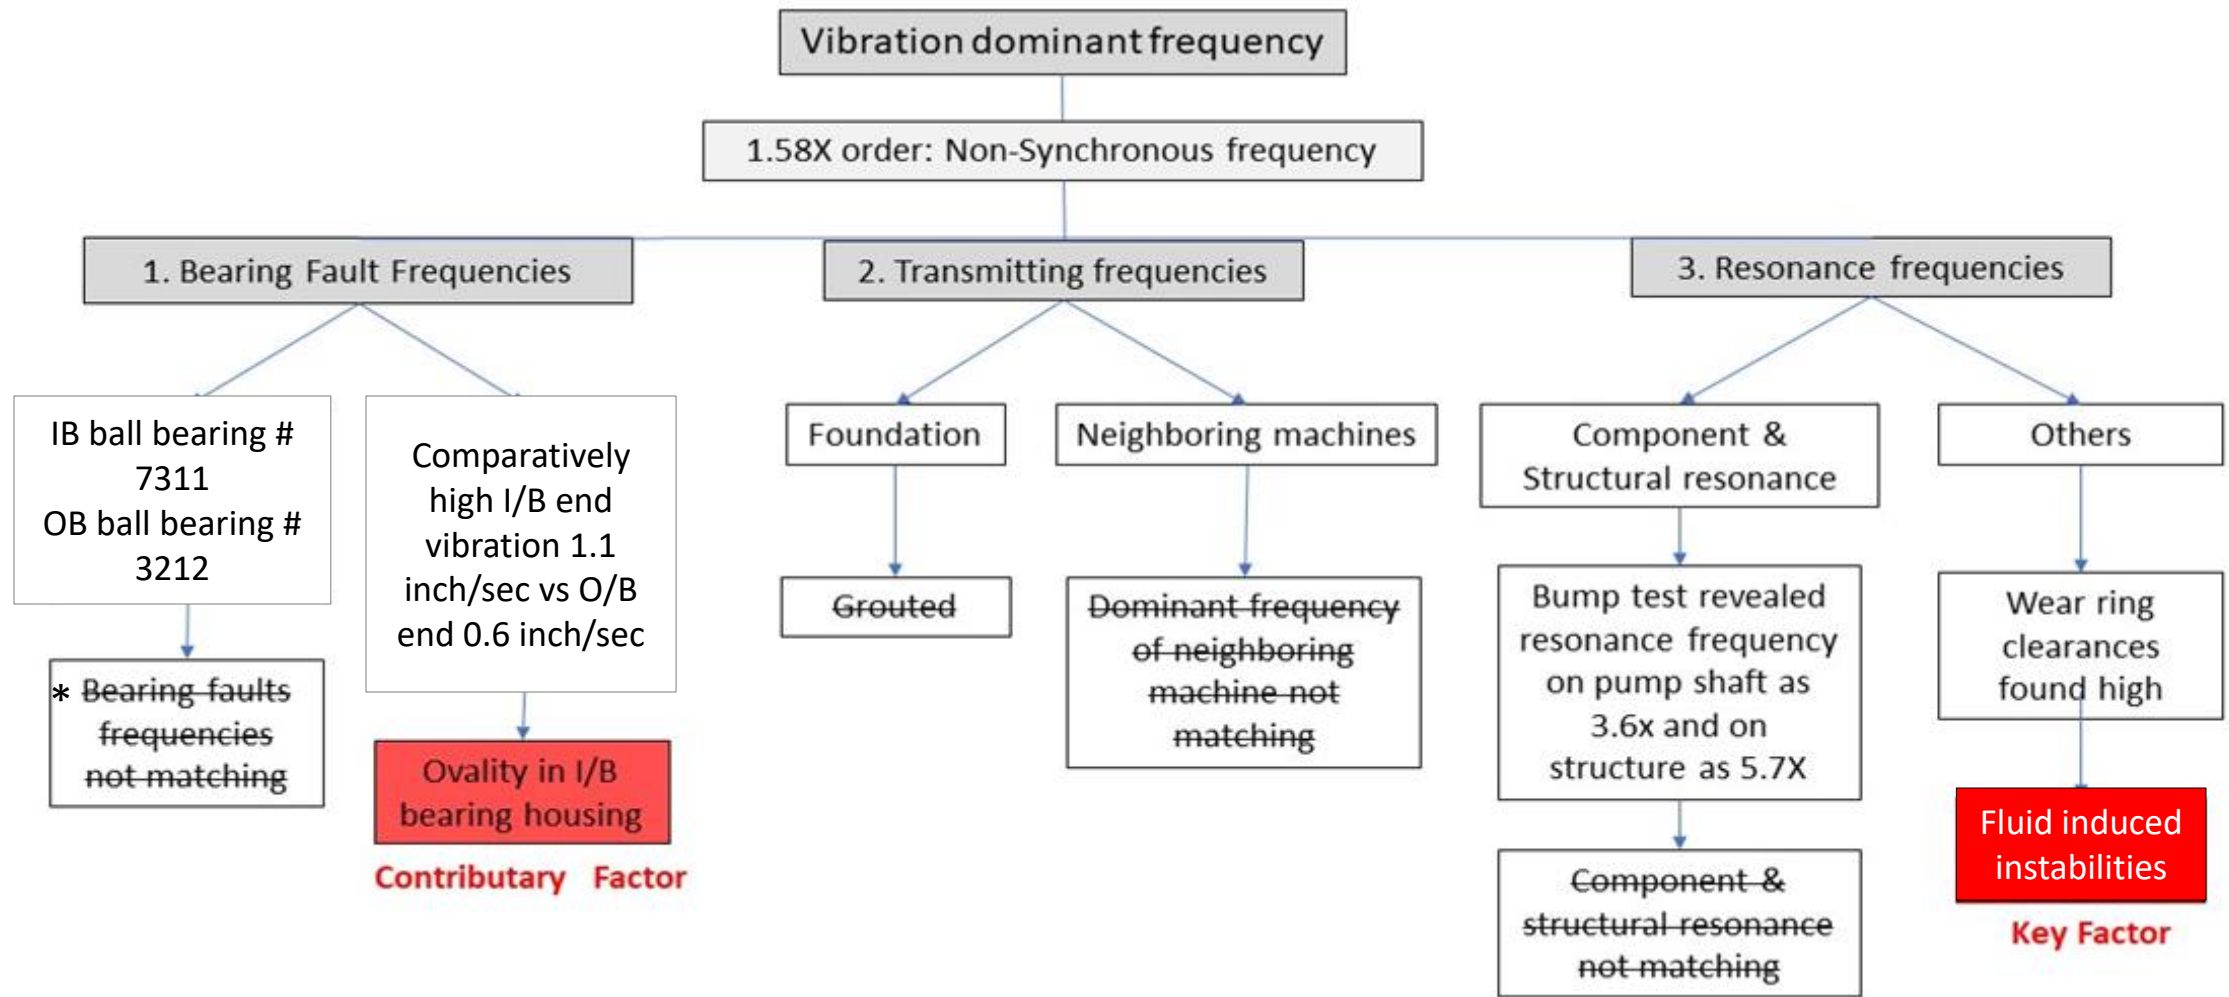 Vibration dominant frequency
1.58X order: Non-Synchronous frequency
1. Bearing Fault Frequencies
2. Transmitting frequencies
3. Resonance frequencies
IB ball bearing #
7311
OB ball bearing #
3212
Comparatively
high I/B end
vibration 1.1
inch/sec vs O/B
end 0.6 inch/sec
Foundation
Neighboring machines
Component &
Structural resonance
Others
* Bearing faults
frequencies
not matching
Ovality in I/B
bearing housing
Contributary Factor
Grouted
Dominant frequency
of neighboring
machine not
matching
Bump test revealed
resonance frequency
on pump shaft as
3.6x and on
structure as 5.7X
Component &
structural resonance
not matching
Wear ring
clearances
found high
Fluid induced
instabilities
Key Factor